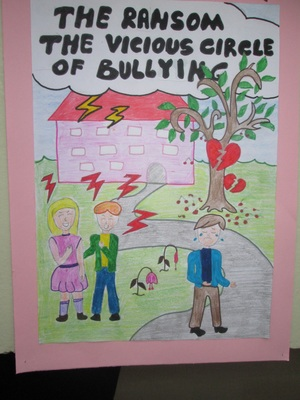 THE RANSOM
THE VICIOUS CIRCLE
OF BULLYING